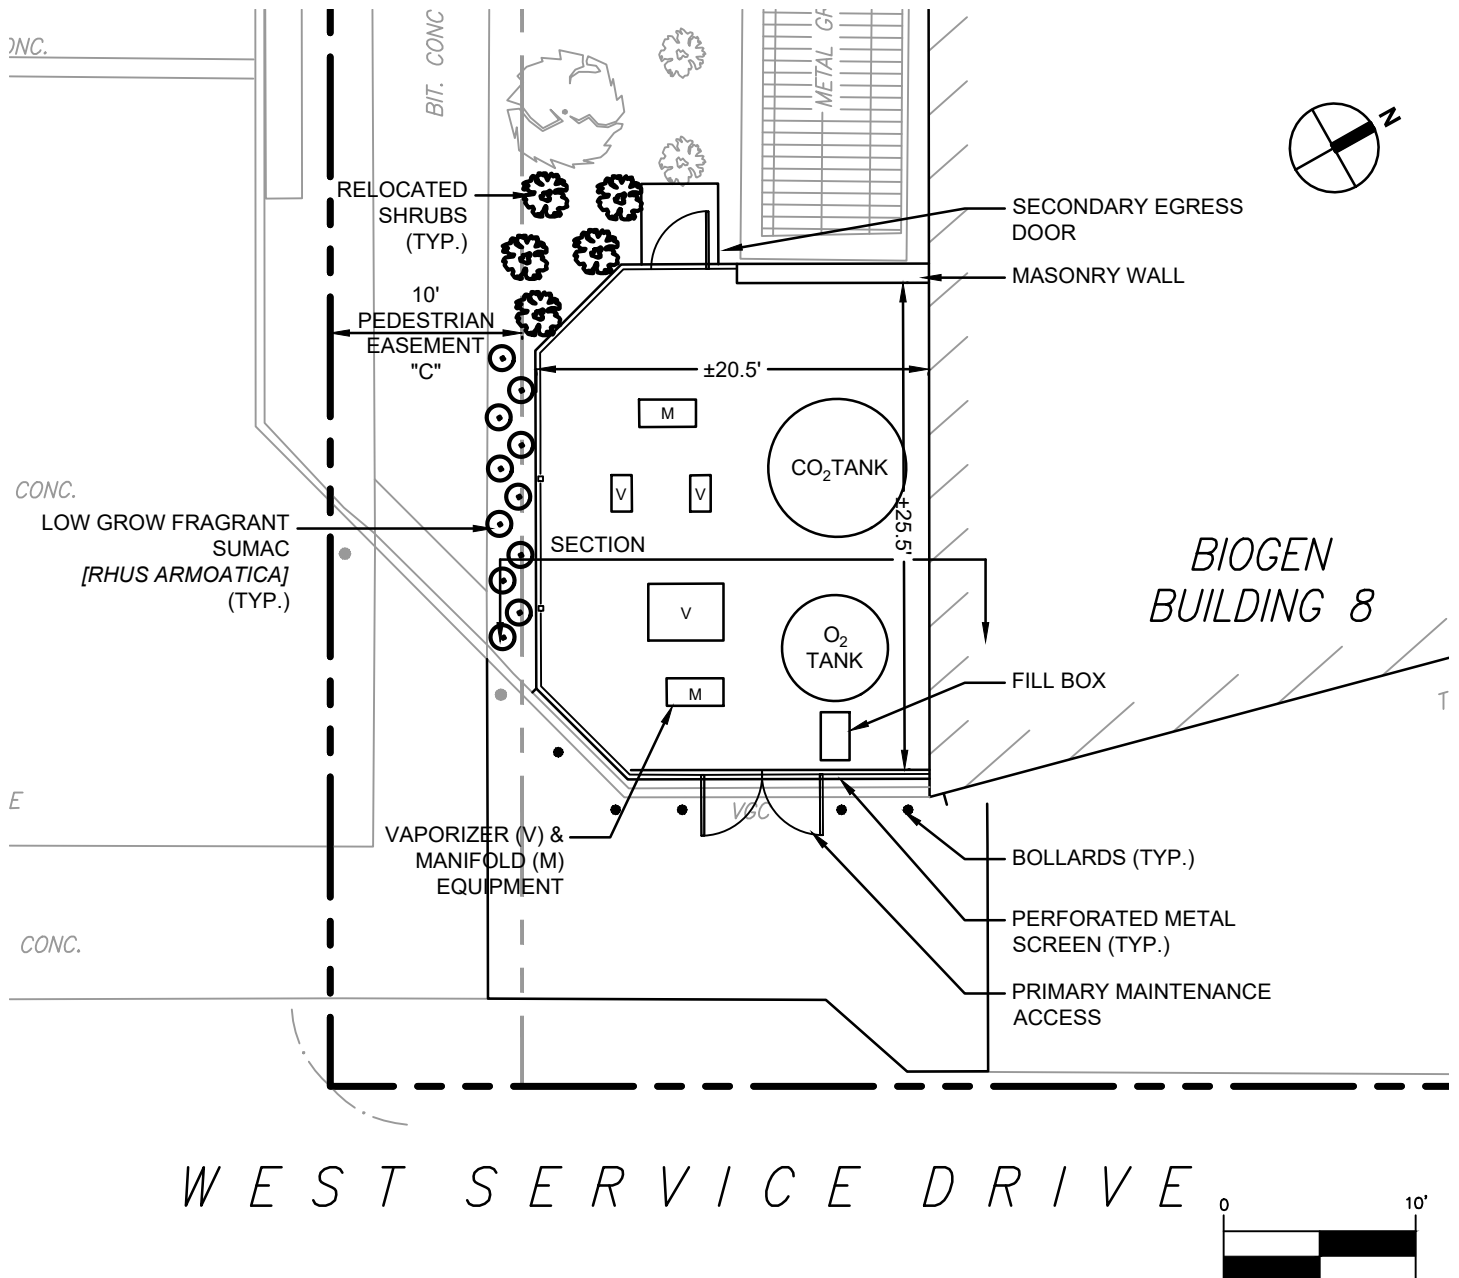 BIT. CONC
METAL GR
N
RELOCATED
SHRUBS
(TYP.)
SECONDARY EGRESS
DOOR
MASONRY WALL
10'
PEDESTRIAN
EASEMENT
"C"
±20.5'
M
CO2 TANK
V
V
±25.5'
CONC.
LOW GROW FRAGRANT
SUMAC
[RHUS ARMOATICA]
(TYP.)
SECTION
BIOGEN
BUILDING 8
V
O2
TANK
M
FILL BOX
VGC
VAPORIZER (V) &
MANIFOLD (M)
EQUIPMENT
BOLLARDS (TYP.)
PERFORATED METAL
SCREEN (TYP.)
CONC.
PRIMARY MAINTENANCE
ACCESS
WEST SERVICE DRIVE
0 10'